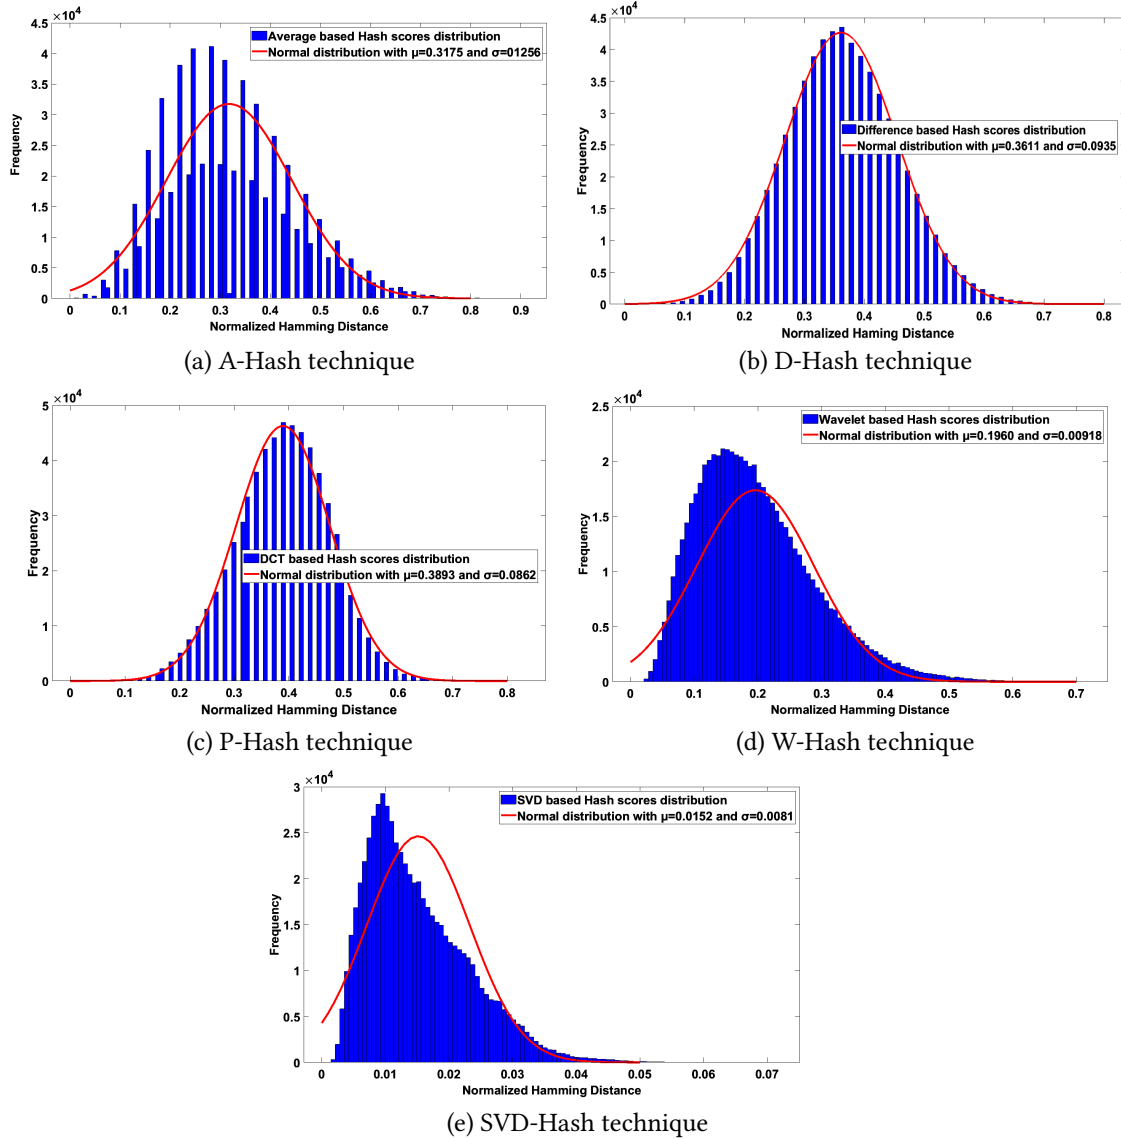 ×10^4
4.5
4
3.5
3
2.5
2
1.5
1
0.5
0
Frequency
Average based Hash scores distribution
Normal distribution with μ=0.3175 and σ=01256
0 0.1 0.2 0.3 0.4 0.5 0.6 0.7 0.8 0.9
Normalized Hamming Distance
(a) A-Hash technique
×10^4
4.5
4
3.5
3
2.5
2
1.5
1
0.5
0
Frequency
Difference based Hash scores distribution
Normal distribution with μ=0.3611 and σ=0.0935
0 0.1 0.2 0.3 0.4 0.5 0.6 0.7 0.8
Normalized Haming Distance
(b) D-Hash technique
×10^4
5
4
3
2
1
0
Frequency
DCT based Hash scores distribution
Normal distribution with μ=0.3893 and σ=0.0862
0 0.1 0.2 0.3 0.4 0.5 0.6 0.7 0.8
Normalized Hamming Distance
(c) P-Hash technique
×10^4
2.5
2
1.5
1
0.5
0
Frequency
Wavelet based Hash scores distribution
Normal distribution with μ=0.1960 and σ=0.00918
0 0.1 0.2 0.3 0.4 0.5 0.6 0.7
Normalized Hamming Distance
(d) W-Hash technique
×10^4
3
2.5
2
1.5
1
0.5
0
Frequency
SVD based Hash scores distribution
Normal distribution with μ=0.0152 and σ=0.0081
0 0.01 0.02 0.03 0.04 0.05 0.06 0.07
Normalized Hamming Distance
(e) SVD-Hash technique